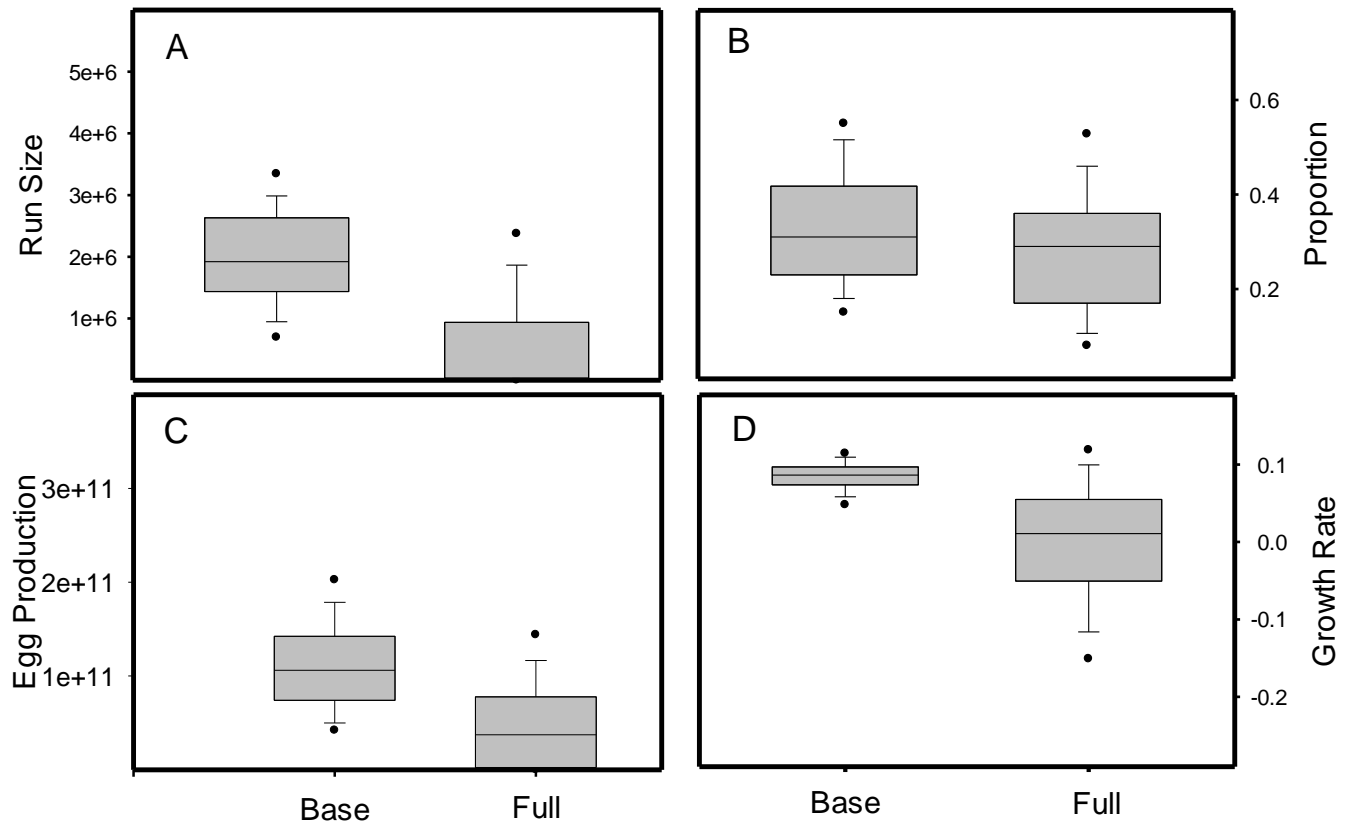 A
5e+6
4e+6
3e+6
2e+6
1e+6
Run Size
B
0.6
0.4
0.2
Proportion
C
3e+11
2e+11
1e+11
Egg Production
Base
Full
D
0.1
0.0
-0.1
-0.2
Growth Rate
Base
Full